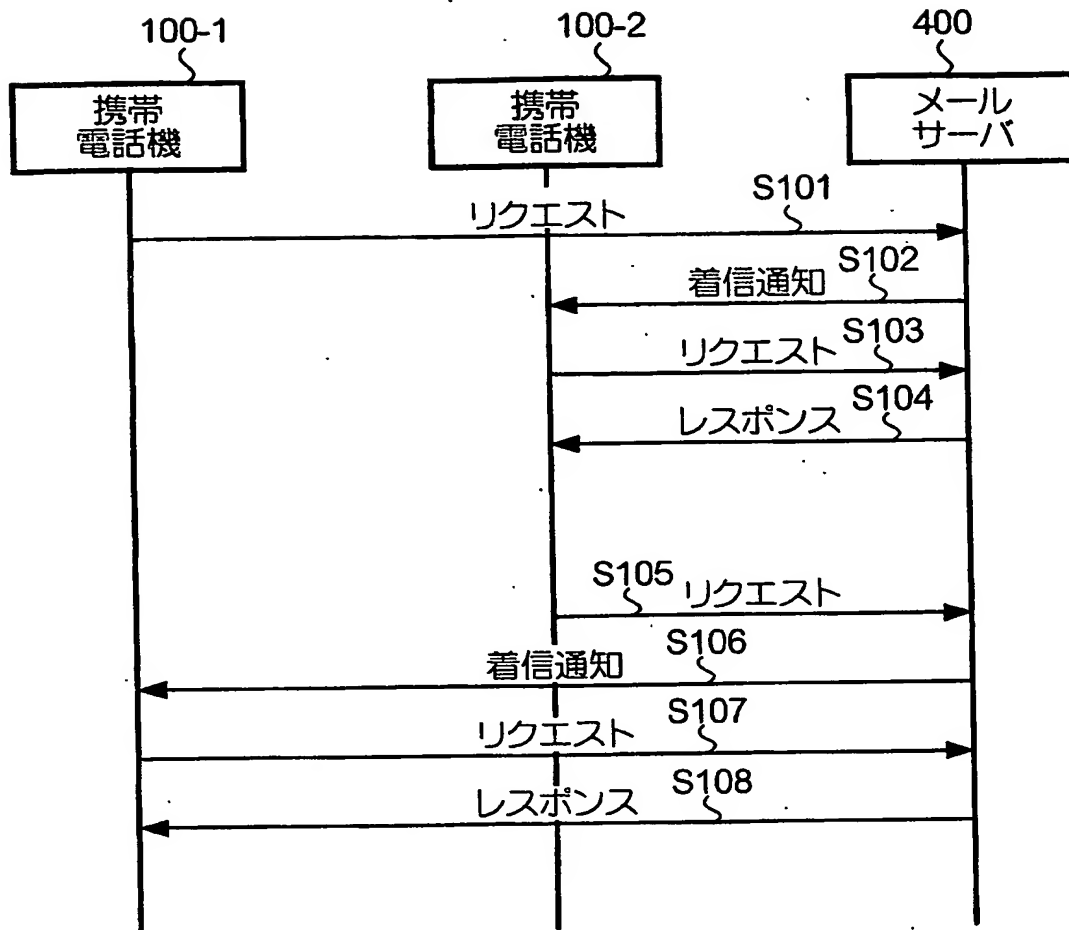 100-1
100-2
400
携帯
電話機
携帯
電話機
メール
サーバ
S101
リクエスト
S102
着信通知
S103
リクエスト
S104
レスポンス
S105
リクエスト
S106
着信通知
S107
リクエスト
S108
レスポンス